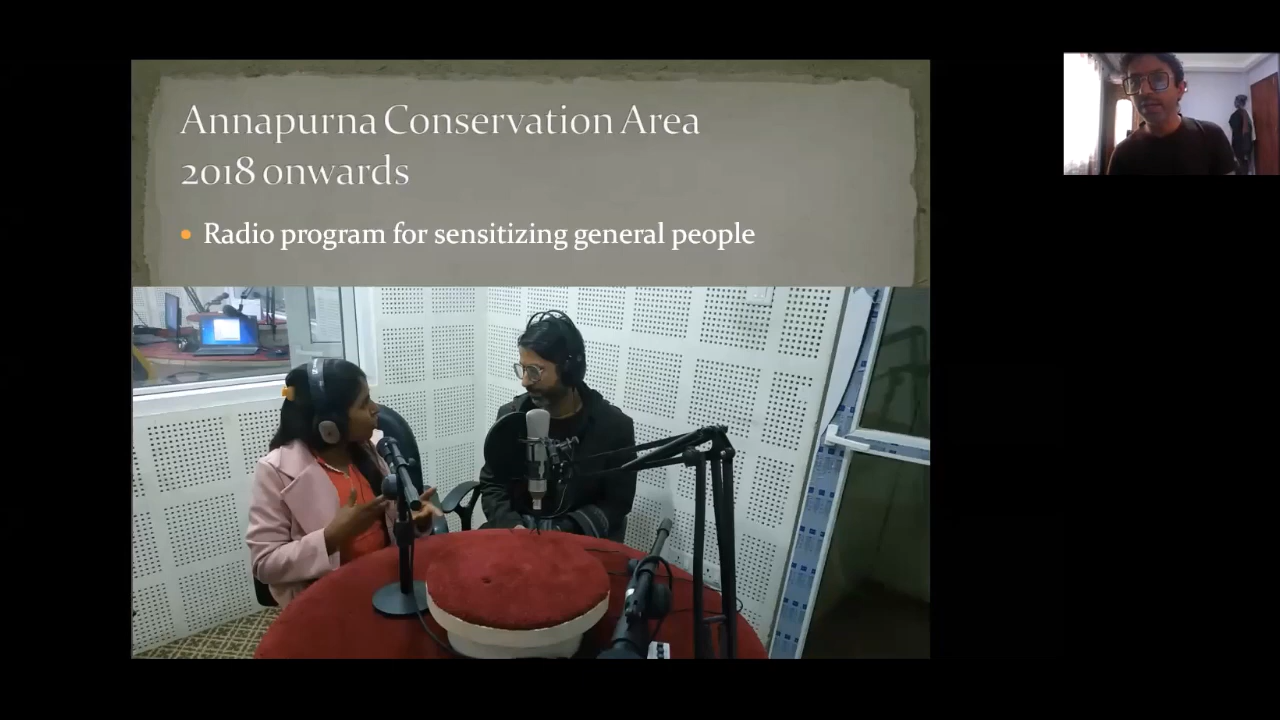 Annapurna Conservation Area
2018 onwards
Radio program for sensitizing general people